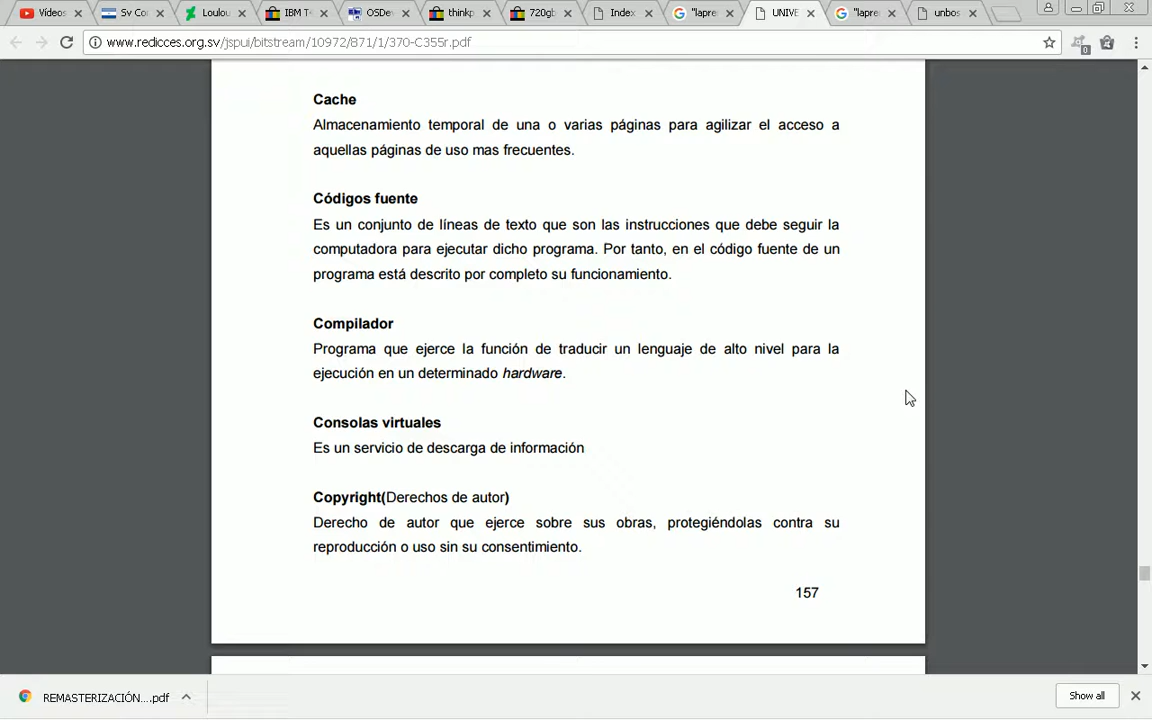 Vídeos
Sv Co
Loulou
IBM T
OSDev
think
720gb
Index
"lapre
UNIVE
"lapre
unbos
www.redicces.org.sv/jspui/bitstream/10972/871/1/370-C355r.pdf
0
Cache
Almacenamiento temporal de una o varias páginas para agilizar el acceso a
aquellas páginas de uso mas frecuentes.
Códigos fuente
Es un conjunto de líneas de texto que son las instrucciones que debe seguir la
computadora para ejecutar dicho programa. Por tanto, en el código fuente de un
programa está descrito por completo su funcionamiento.
Compilador
Programa que ejerce la función de traducir un lenguaje de alto nivel para la
ejecución en un determinado hardware.
Consolas virtuales
Es un servicio de descarga de información
Copyright(Derechos de autor)
Derecho de autor que ejerce sobre sus obras, protegiéndolas contra su
reproducción o uso sin su consentimiento.
157
REMASTERIZACIÓN....pdf
Show all